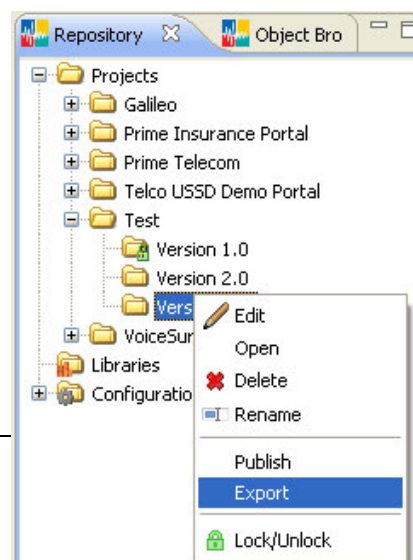 Repository Object Bro
Projects
Galileo
Prime Insurance Portal
Prime Telecom
Telco USSD Demo Portal
Test
Version 1.0
Version 2.0
Vers
Edit
VoiceSur
Open
Libraries
Delete
Configuratio
Rename
Publish
Export
Lock/Unlock